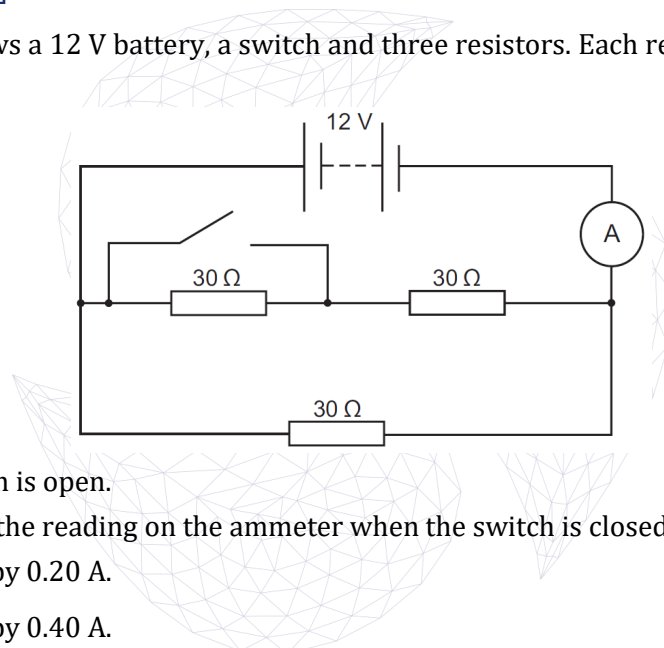 vs a 12 V battery, a switch and three resistors. Each re
12 V
A
30 Ω
30 Ω
30 Ω
n is open.
the reading on the ammeter when the switch is closed
by 0.20 A.
by 0.40 A.